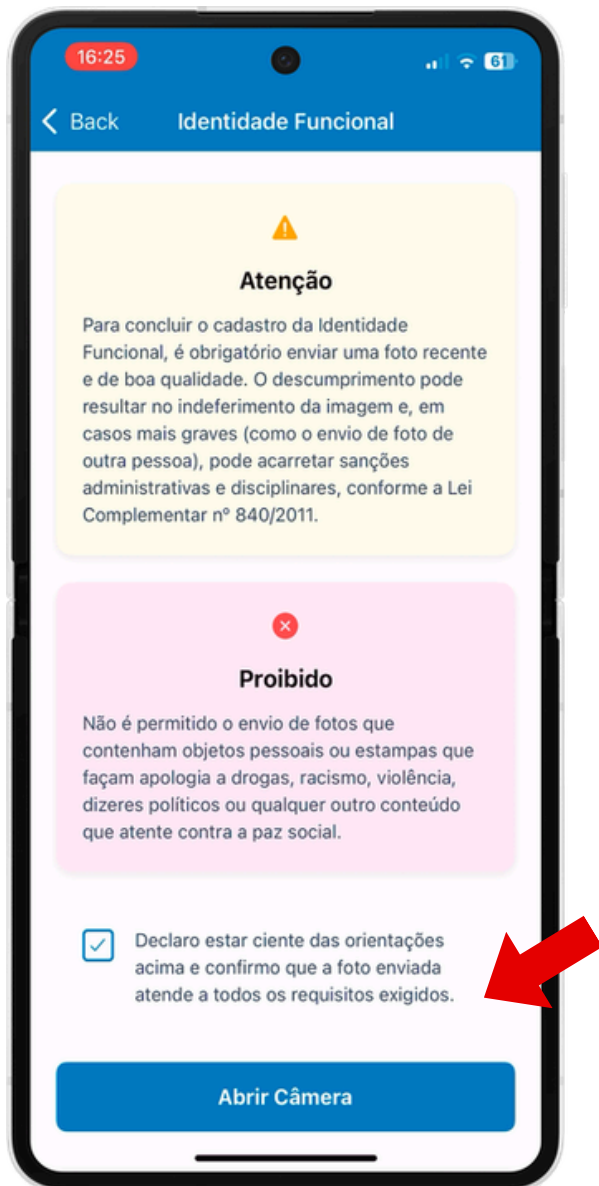 16:25
61
Back
Identidade Funcional
Atenção
Para concluir o cadastro da Identidade
Funcional, é obrigatório enviar uma foto recente
e de boa qualidade. O descumprimento pode
resultar no indeferimento da imagem e, em
casos mais graves (como o envio de foto de
outra pessoa), pode acarretar sanções
administrativas e disciplinares, conforme a Lei
Complementar nº 840/2011.
Proibido
Não é permitido o envio de fotos que
contenham objetos pessoais ou estampas que
façam apologia a drogas, racismo, violência,
dizeres políticos ou qualquer outro conteúdo
que atente contra a paz social.
Declaro estar ciente das orientações
acima e confirmo que a foto enviada
atende a todos os requisitos exigidos.
Abrir Câmera